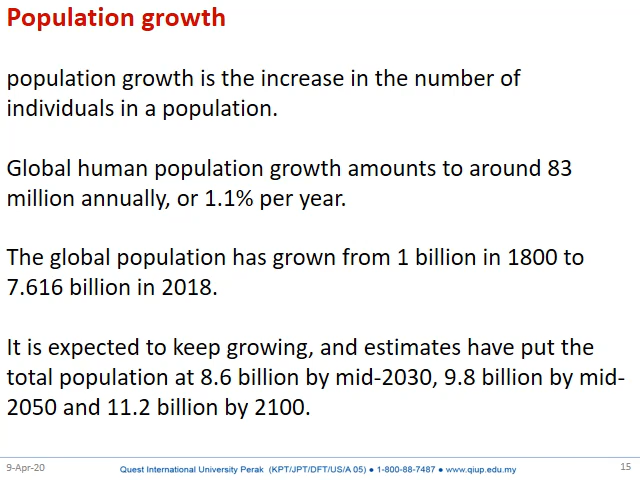 Population growth
population growth is the increase in the number of
individuals in a population.
Global human population growth amounts to around 83
million annually, or 1.1% per year.
The global population has grown from 1 billion in 1800 to
7.616 billion in 2018.
It is expected to keep growing, and estimates have put the
total population at 8.6 billion by mid-2030, 9.8 billion by mid-
2050 and 11.2 billion by 2100.
9-Apr-20
Quest International University Perak (KPT/JPT/DFT/US/A 05) ● 1-800-88-7487 ● www.qiup.edu.my
15